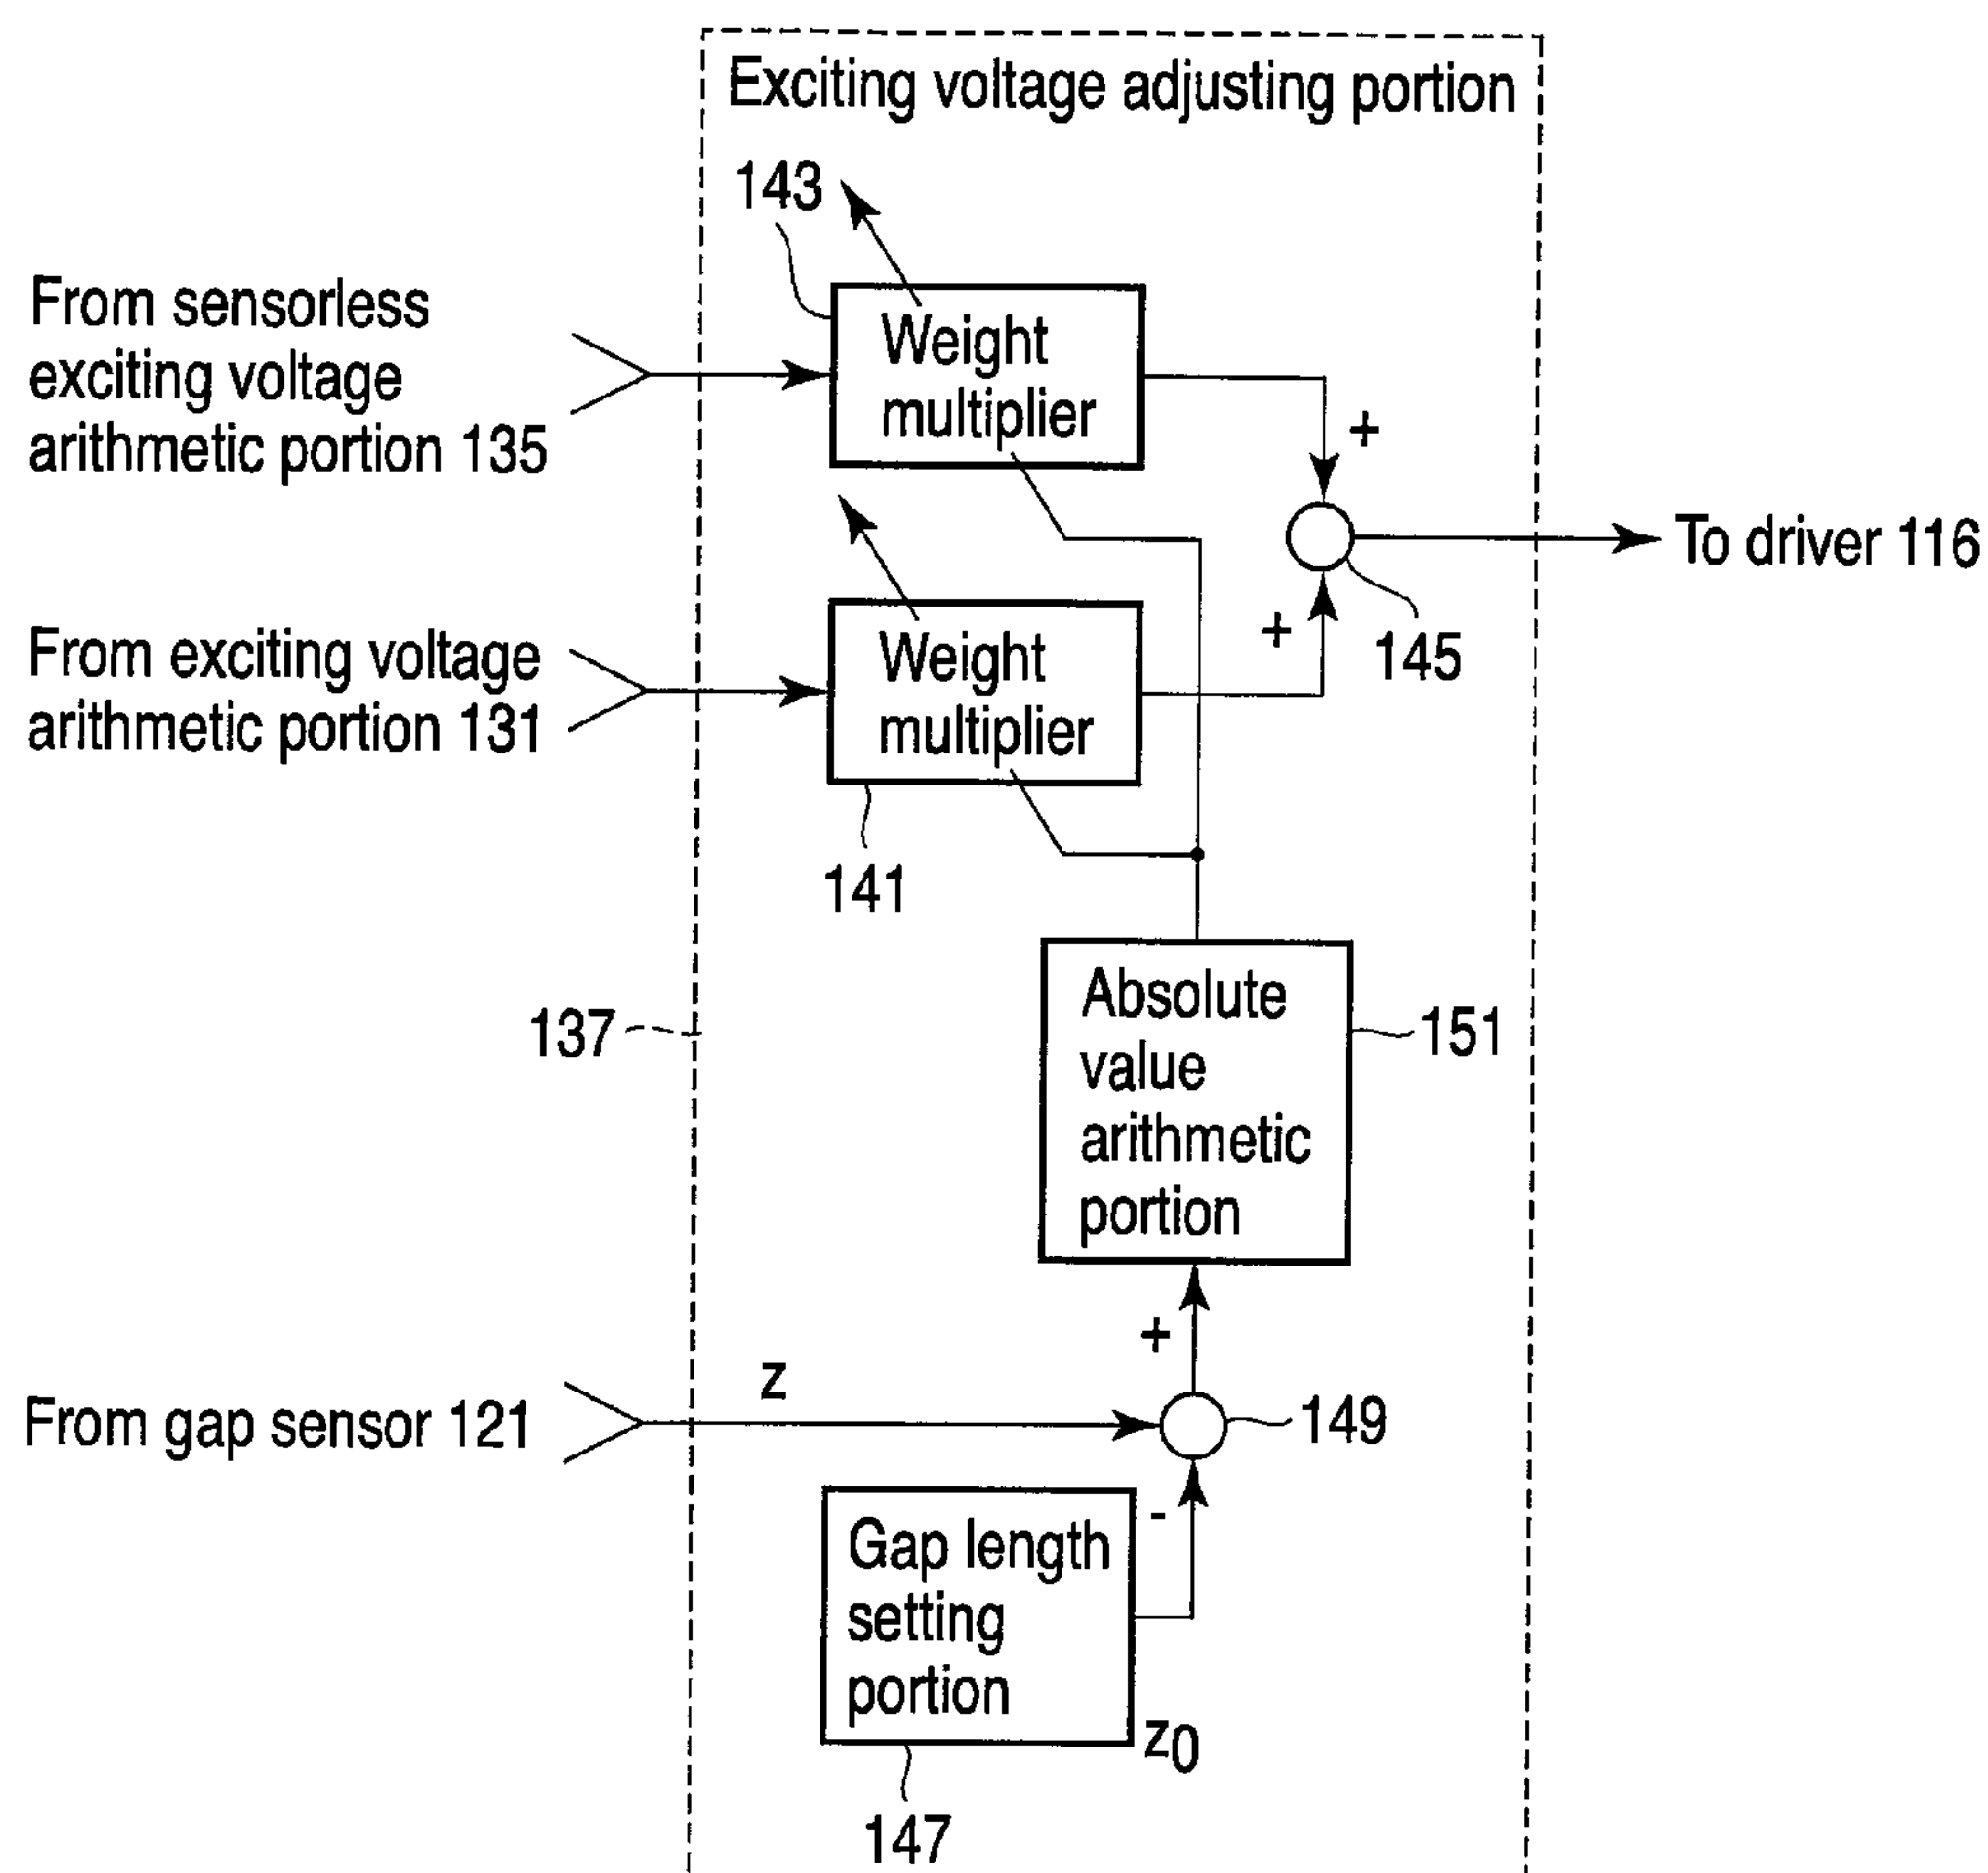 Exciting voltage adjusting portion
143
From sensorless
exciting voltage
arithmetic portion 135
Weight
multiplier
+
To driver 116
145
From exciting voltage
arithmetic portion 131
Weight
multiplier
+
141
137
Absolute
value
arithmetic
portion
151
+
z
From gap sensor 121
149
-
Gap length
setting
portion
z0
147